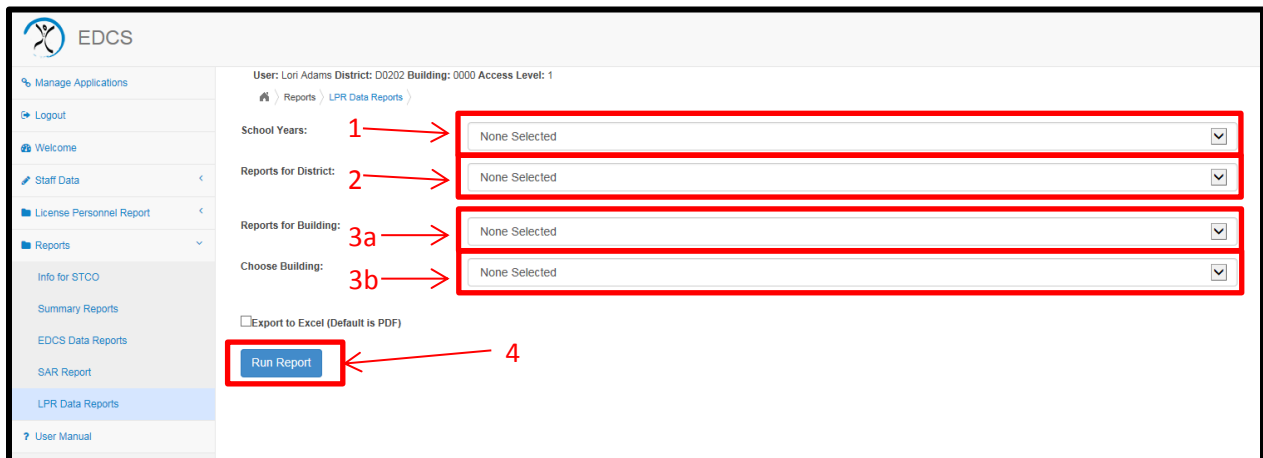 EDCS
Manage Applications
Logout
Welcome
Staff Data
License Personnel Report
Reports
Info for STCO
Summary Reports
EDCS Data Reports
SAR Report
LPR Data Reports
? User Manual
User: Lori Adams District: D0202 Building: 0000 Access Level: 1
Reports LPR Data Reports
School Years: 1 None Selected
Reports for District: 2 None Selected
Reports for Building: 3a None Selected
Choose Building: 3b None Selected
Export to Excel (Default is PDF)
Run Report 4